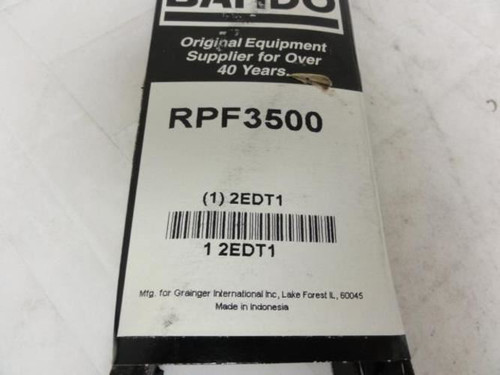 BANDO
Original Equipment
Supplier for Over
40 Years.
RPF3500
(1) 2EDT1
1 2EDT1
Mfg. for Grainger International Inc, Lake Forest IL, 60045
Made in Indonesia